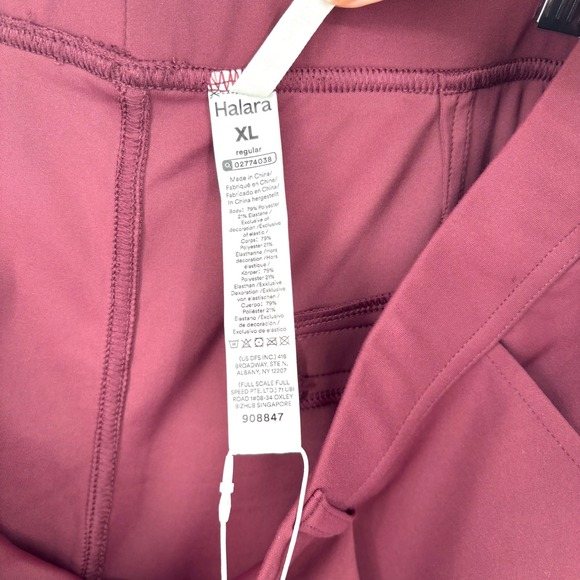 Halara
XL
regular
02774038
Made in China/
Fabriqué en China/
Fabricado en China/
In China hergestellt
Body: 79% Polyester
21% Elastane /
Exclusive of
decoration /Exclusive
of elastic /
Corps: 79%
Polyester 21%
Élasthanne /Hors
décoration /Hors
élastique /
Körper: 79%
Polyester 21%
Elasthan /Exklusive
Dekoration /Exklusive
von elastischen /
Cuerpo: 79%
Poliéster 21%
Elastano /Exclusivo
de decoración /
Exclusivo de elástico
(US DFS INC.) 418
BROADWAY, STE N,
ALBANY, NY 12207
(FULL SCALE FULL
SPEED PTE. LTD.) 71 UBI
ROAD 1#08-34 OXLEY
BIZHUB SINGAPORE
908847